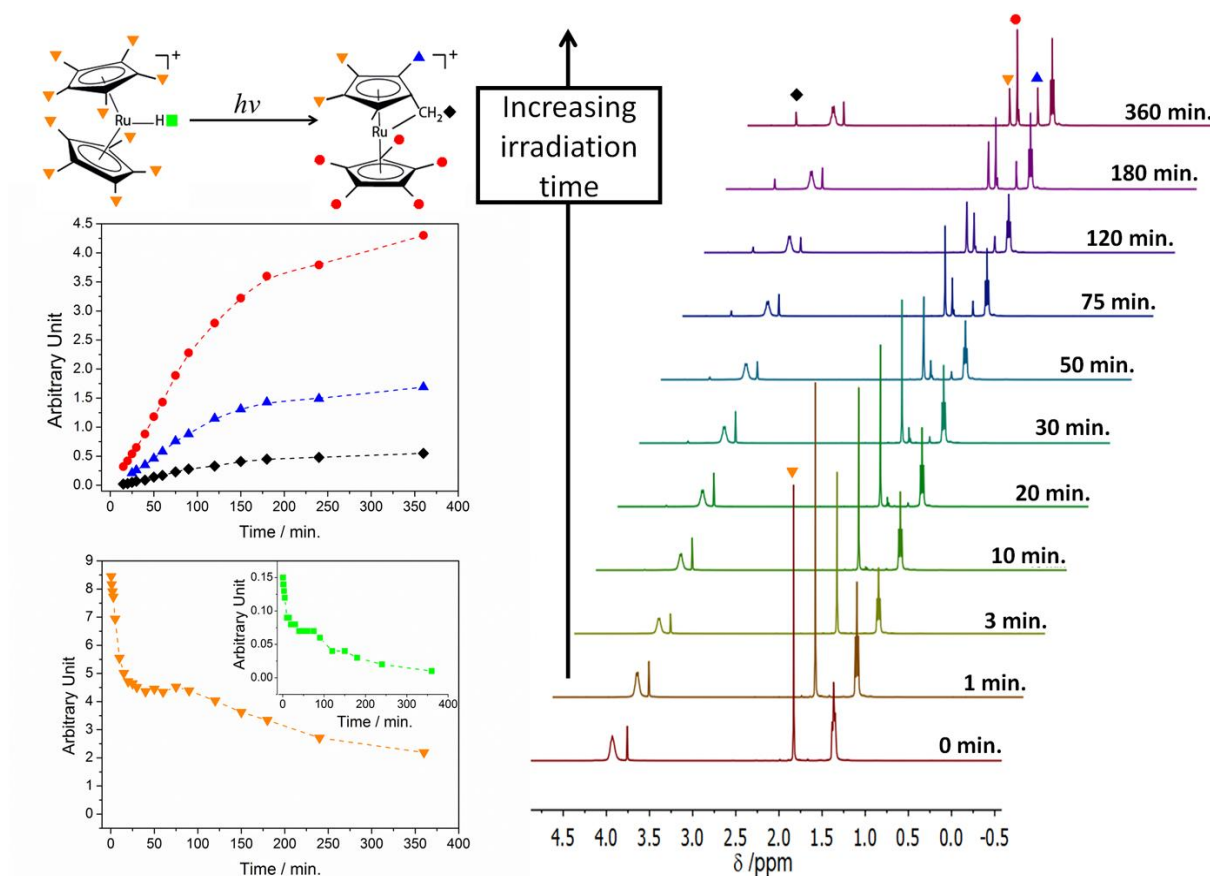 +
Ru
H
hv
+
CH2
Ru
Increasing
irradiation
time
360 min.
180 min.
120 min.
75 min.
50 min.
30 min.
20 min.
10 min.
3 min.
1 min.
0 min.
4.5
4.0
3.5
3.0
2.5
2.0
1.5
1.0
0.5
0.0
Arbitrary Unit
0 50 100 150 200 250 300 350 400
Time / min.
9
8
7
6
5
4
3
2
1
0
Arbitrary Unit
0 50 100 150 200 250 300 350 400
Time / min.
0.15
0.10
0.05
0.00
Arbitrary Unit
0 100 200 300 400
Time / min.
4.5 4.0 3.5 3.0 2.5 2.0 1.5 1.0 0.5 0.0 -0.5
δ /ppm